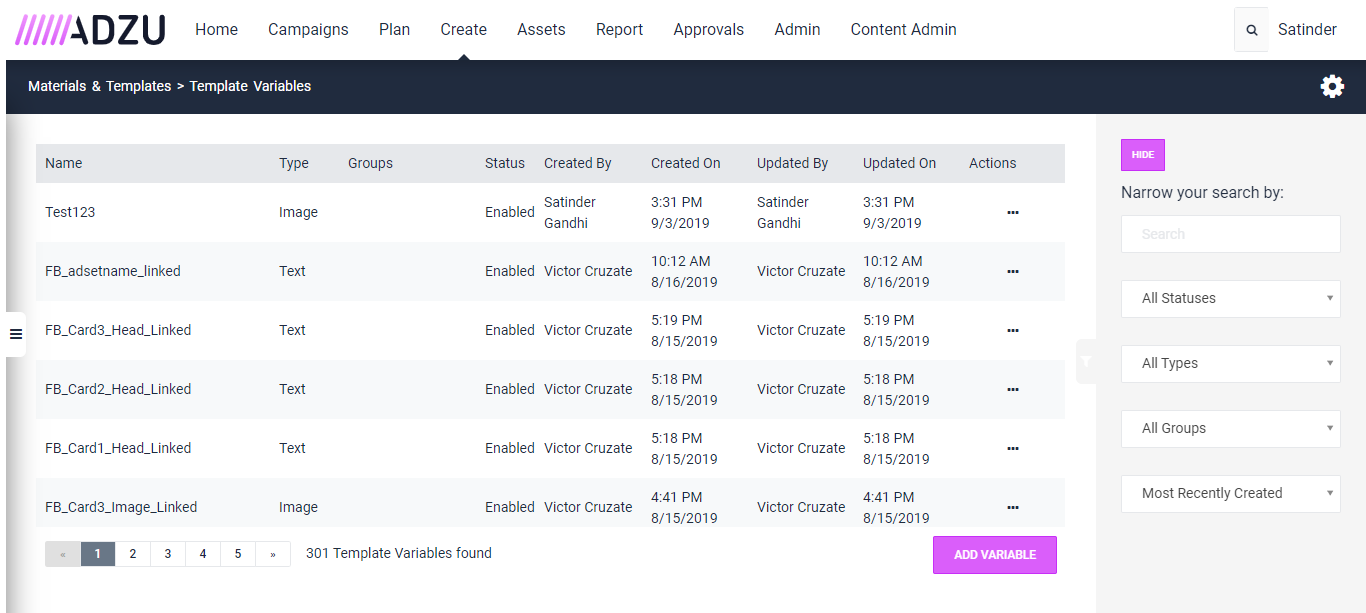 ADZU Home Campaigns Plan Create Assets Report Approvals Admin Content Admin Satinder
Materials & Templates > Template Variables
Name Type Groups Status Created By Created On Updated By Updated On Actions
Test123 Image Enabled Satinder Gandhi 3:31 PM 9/3/2019 Satinder Gandhi 3:31 PM 9/3/2019 ...
FB_adsetname_linked Text Enabled Victor Cruzate 10:12 AM 8/16/2019 Victor Cruzate 10:12 AM 8/16/2019 ...
FB_Card3_Head_Linked Text Enabled Victor Cruzate 5:19 PM 8/15/2019 Victor Cruzate 5:19 PM 8/15/2019 ...
FB_Card2_Head_Linked Text Enabled Victor Cruzate 5:18 PM 8/15/2019 Victor Cruzate 5:18 PM 8/15/2019 ...
FB_Card1_Head_Linked Text Enabled Victor Cruzate 5:18 PM 8/15/2019 Victor Cruzate 5:18 PM 8/15/2019 ...
FB_Card3_Image_Linked Image Enabled Victor Cruzate 4:41 PM 8/15/2019 Victor Cruzate 4:41 PM 8/15/2019 ...
« 1 2 3 4 5 » 301 Template Variables found ADD VARIABLE
HIDE
Narrow your search by:
Search
All Statuses
All Types
All Groups
Most Recently Created